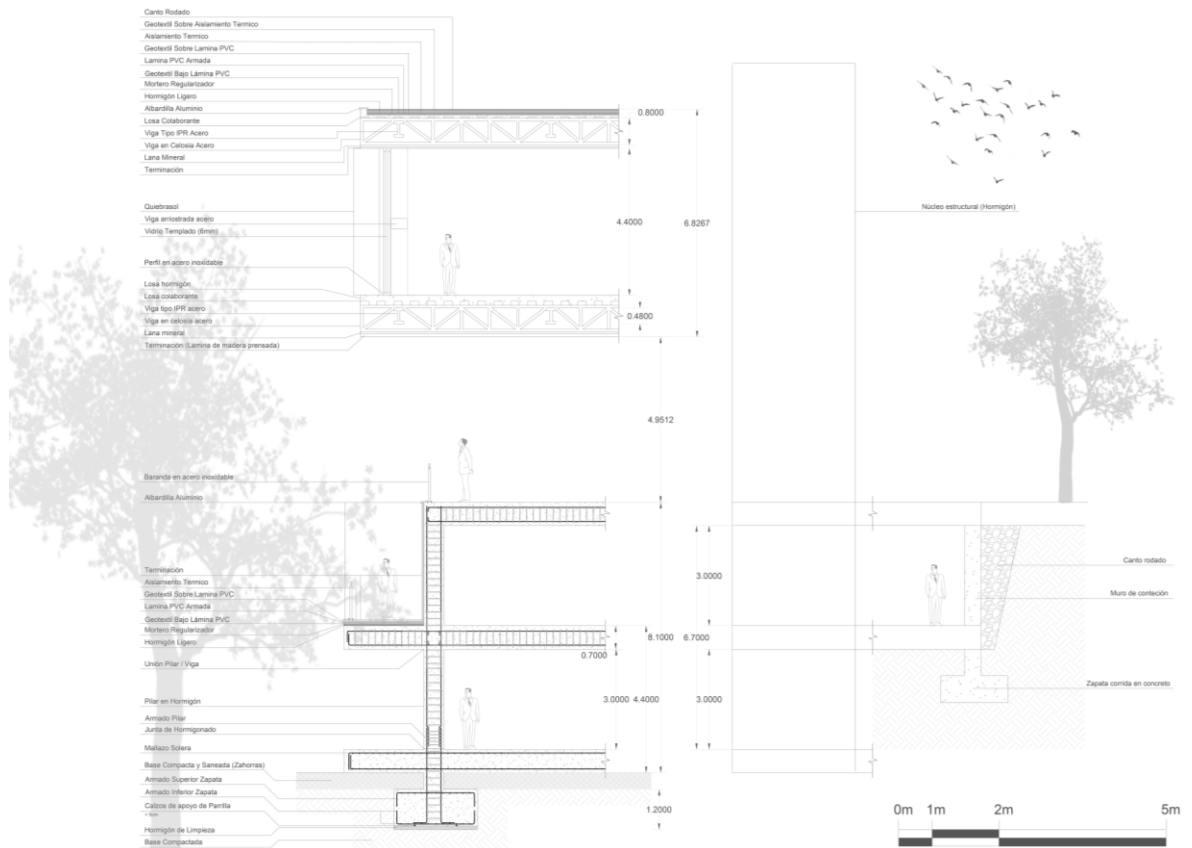 Canto Rodado
Geotextil Sobre Aislamiento Termico
Aislamiento Termico
Geotextil Sobre Lamina PVC
Lamina PVC Armada
Geotextil Bajo Lámina PVC
Mortero Regularizador
Hormigón Ligero
Albardilla Aluminio
Losa Colaborante
Viga Tipo IPR Acero
Viga en Celosia Acero
Lana Mineral
Terminación
Quiebrasol
Viga arriostrada acero
Vidrio Templado (6mm)
Perfil en acero inoxidable
Losa hormigón
Losa colaborante
Viga tipo IPR acero
Viga en celosia acero
Lana mineral
Terminación (Lamina de madera prensada)
Baranda en acero inoxidable
Albardilla Aluminio
Terminación
Aislamiento Termico
Geotextil Sobre Lamina PVC
Lamina PVC Armada
Geotextil Bajo Lámina PVC
Mortero Regularizador
Hormigón Ligero
Unión Pilar / Viga
Pilar en Hormigón
Armado Pilar
Junta de Hormigonado
Mallazo Solera
Base Compacta y Saneada (Zahorras)
Armado Superior Zapata
Armado Inferior Zapata
Calzos de apoyo de Parrilla
Hormigón de Limpieza
Base Compactada
0.8000
4.4000
6.8267
0.4800
4.9512
8.1000
0.7000
3.0000
4.4000
1.2000
3.0000
6.7000
3.0000
Núcleo estructural (Hormigón)
Canto rodado
Muro de conteción
Zapata corrida en concreto
0m 1m 2m 5m